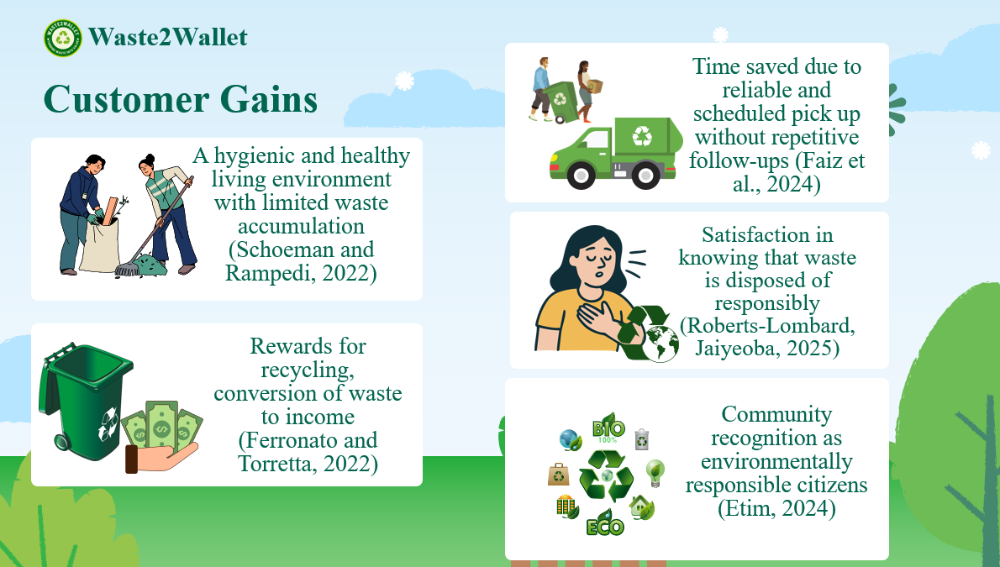 WASTE2WALLET
Waste2Wallet
Customer Gains
A hygienic and healthy
living environment
with limited waste
accumulation
(Schoeman and
Rampedi, 2022)
Rewards for
recycling,
conversion of waste
to income
(Ferronato and
Torretta, 2022)
Time saved due to
reliable and
scheduled pick up
without repetitive
follow-ups (Faiz et
al., 2024)
Satisfaction in
knowing that waste
is disposed of
responsibly
(Roberts-Lombard,
Jaiyeoba, 2025)
BIO
100%
ECO
Community
recognition as
environmentally
responsible citizens
(Etim, 2024)